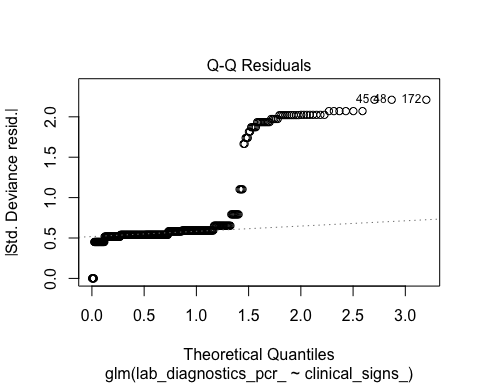 Q-Q Residuals
|Std. Deviance resid.|
2.0
1.5
1.0
0.5
0.0
45 48 172
0.0 0.5 1.0 1.5 2.0 2.5 3.0
Theoretical Quantiles
glm(lab_diagnostics_pcr_ ~ clinical_signs_)